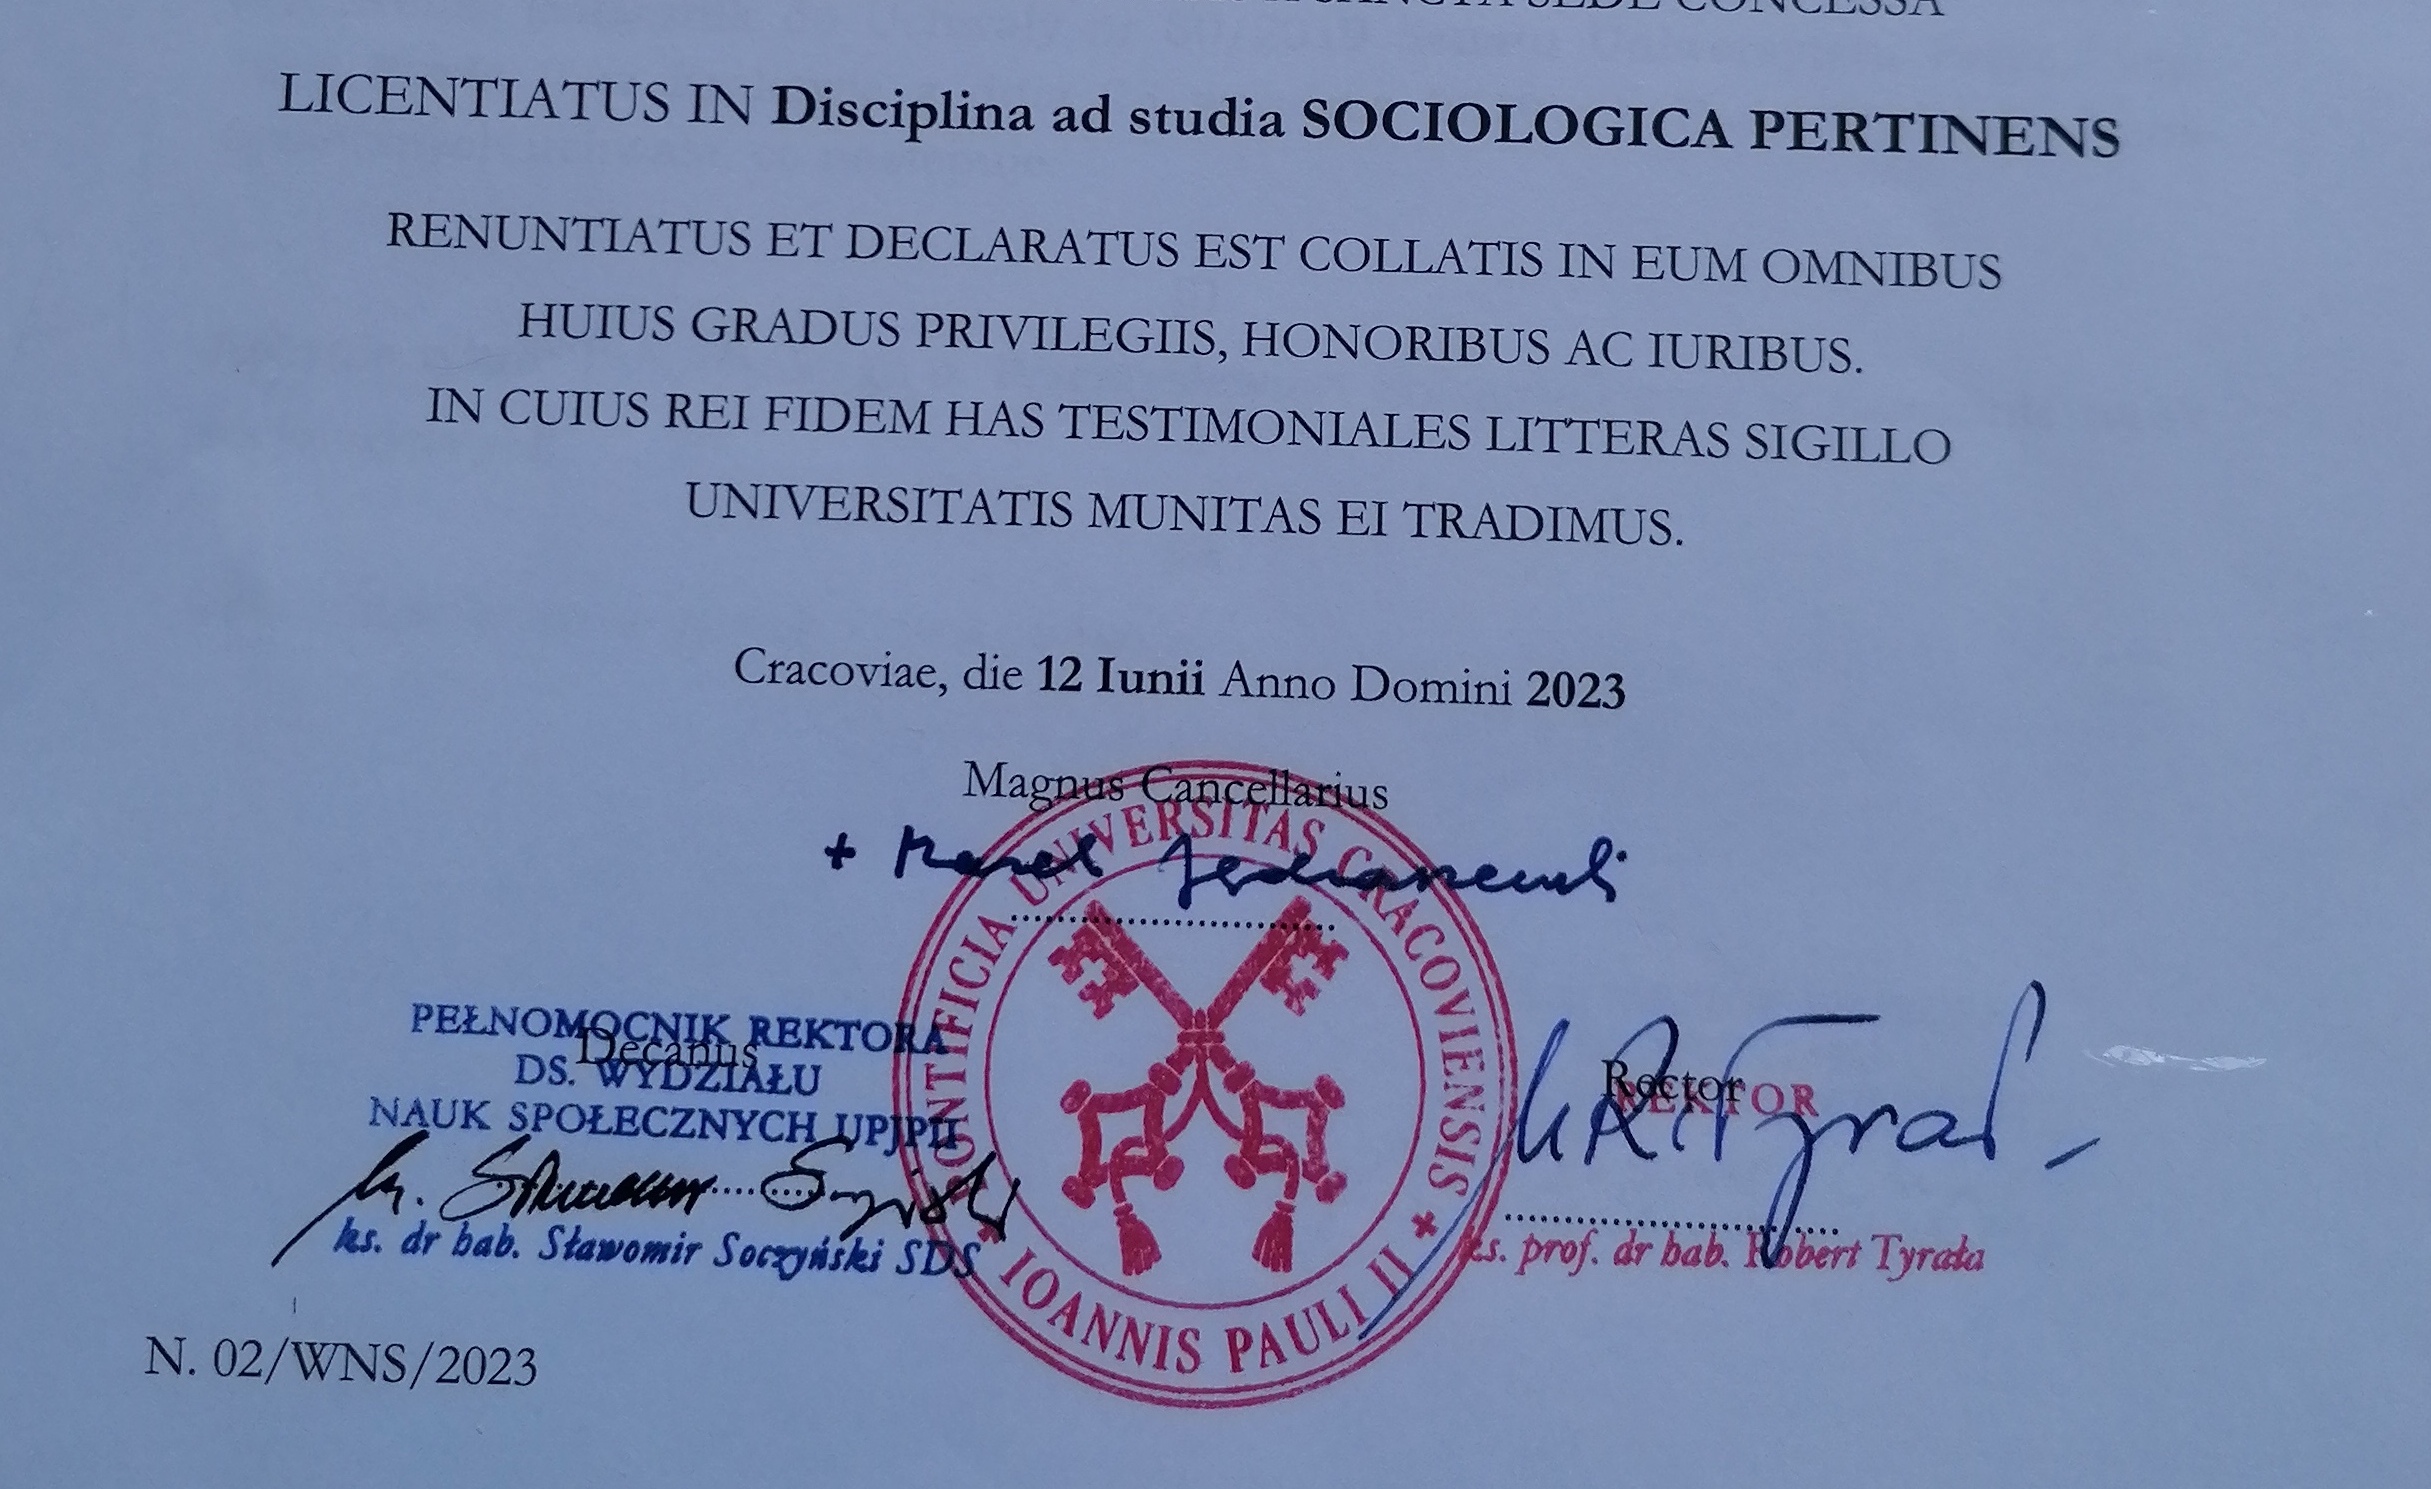 SANCTA SEDE CONCESSA
LICENTIATUS IN Disciplina ad studia SOCIOLOGICA PERTINENS
RENUNTIATUS ET DECLARATUS EST COLLATIS IN EUM OMNIBUS
HUIUS GRADUS PRIVILEGIIS, HONORIBUS AC IURIBUS.
IN CUIUS REI FIDEM HAS TESTIMONIALES LITTERAS SIGILLO
UNIVERSITATIS MUNITAS EI TRADIMUS.
Cracoviae, die 12 Iunii Anno Domini 2023
Magnus Cancellarius
PONTIFICIA UNIVERSITAS CRACOVIENSIS
IOANNIS PAULI II
PEŁNOMOCNIK REKTORA
Decanus
DS. WYDZIAŁU
NAUK SPOŁECZNYCH UPJPII
ks. dr hab. Sławomir Soczyński SDS
Rector
REKTOR
ks. prof. dr hab. Robert Tyrała
N. 02/WNS/2023